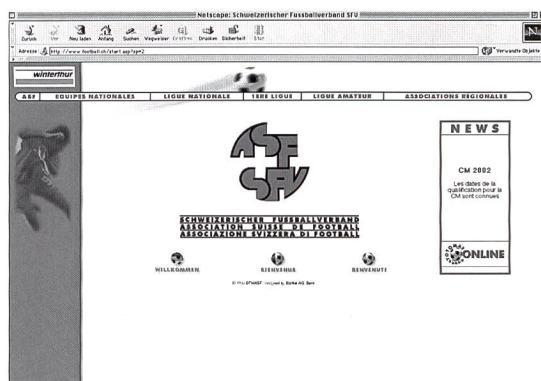 Netscape: Schweizerischer Fussballverband SFV
Zurück Vor Neu laden Anfang Suchen Wegweiser Grafiken Drucken Sicherheit Stop
Adresse: http://www.football.ch/start.asp?sp=2 Verwandte Objekte
winterthur
ASF EQUIPES NATIONALES LIGUE NATIONALE 1ERE LIGUE LIGUE AMATEUR ASSOCIATIONS REGIONALES
ASF
SFV
SCHWEIZERISCHER FUSSBALLVERBAND
ASSOCIATION SUISSE DE FOOTBALL
ASSOCIAZIONE SVIZZERA DI FOOTBALL
WILLKOMMEN BIENVENUE BENVENUTI
NEWS
CM 2002
Les dates de la
qualification pour la
CM sont connues
ONLINE